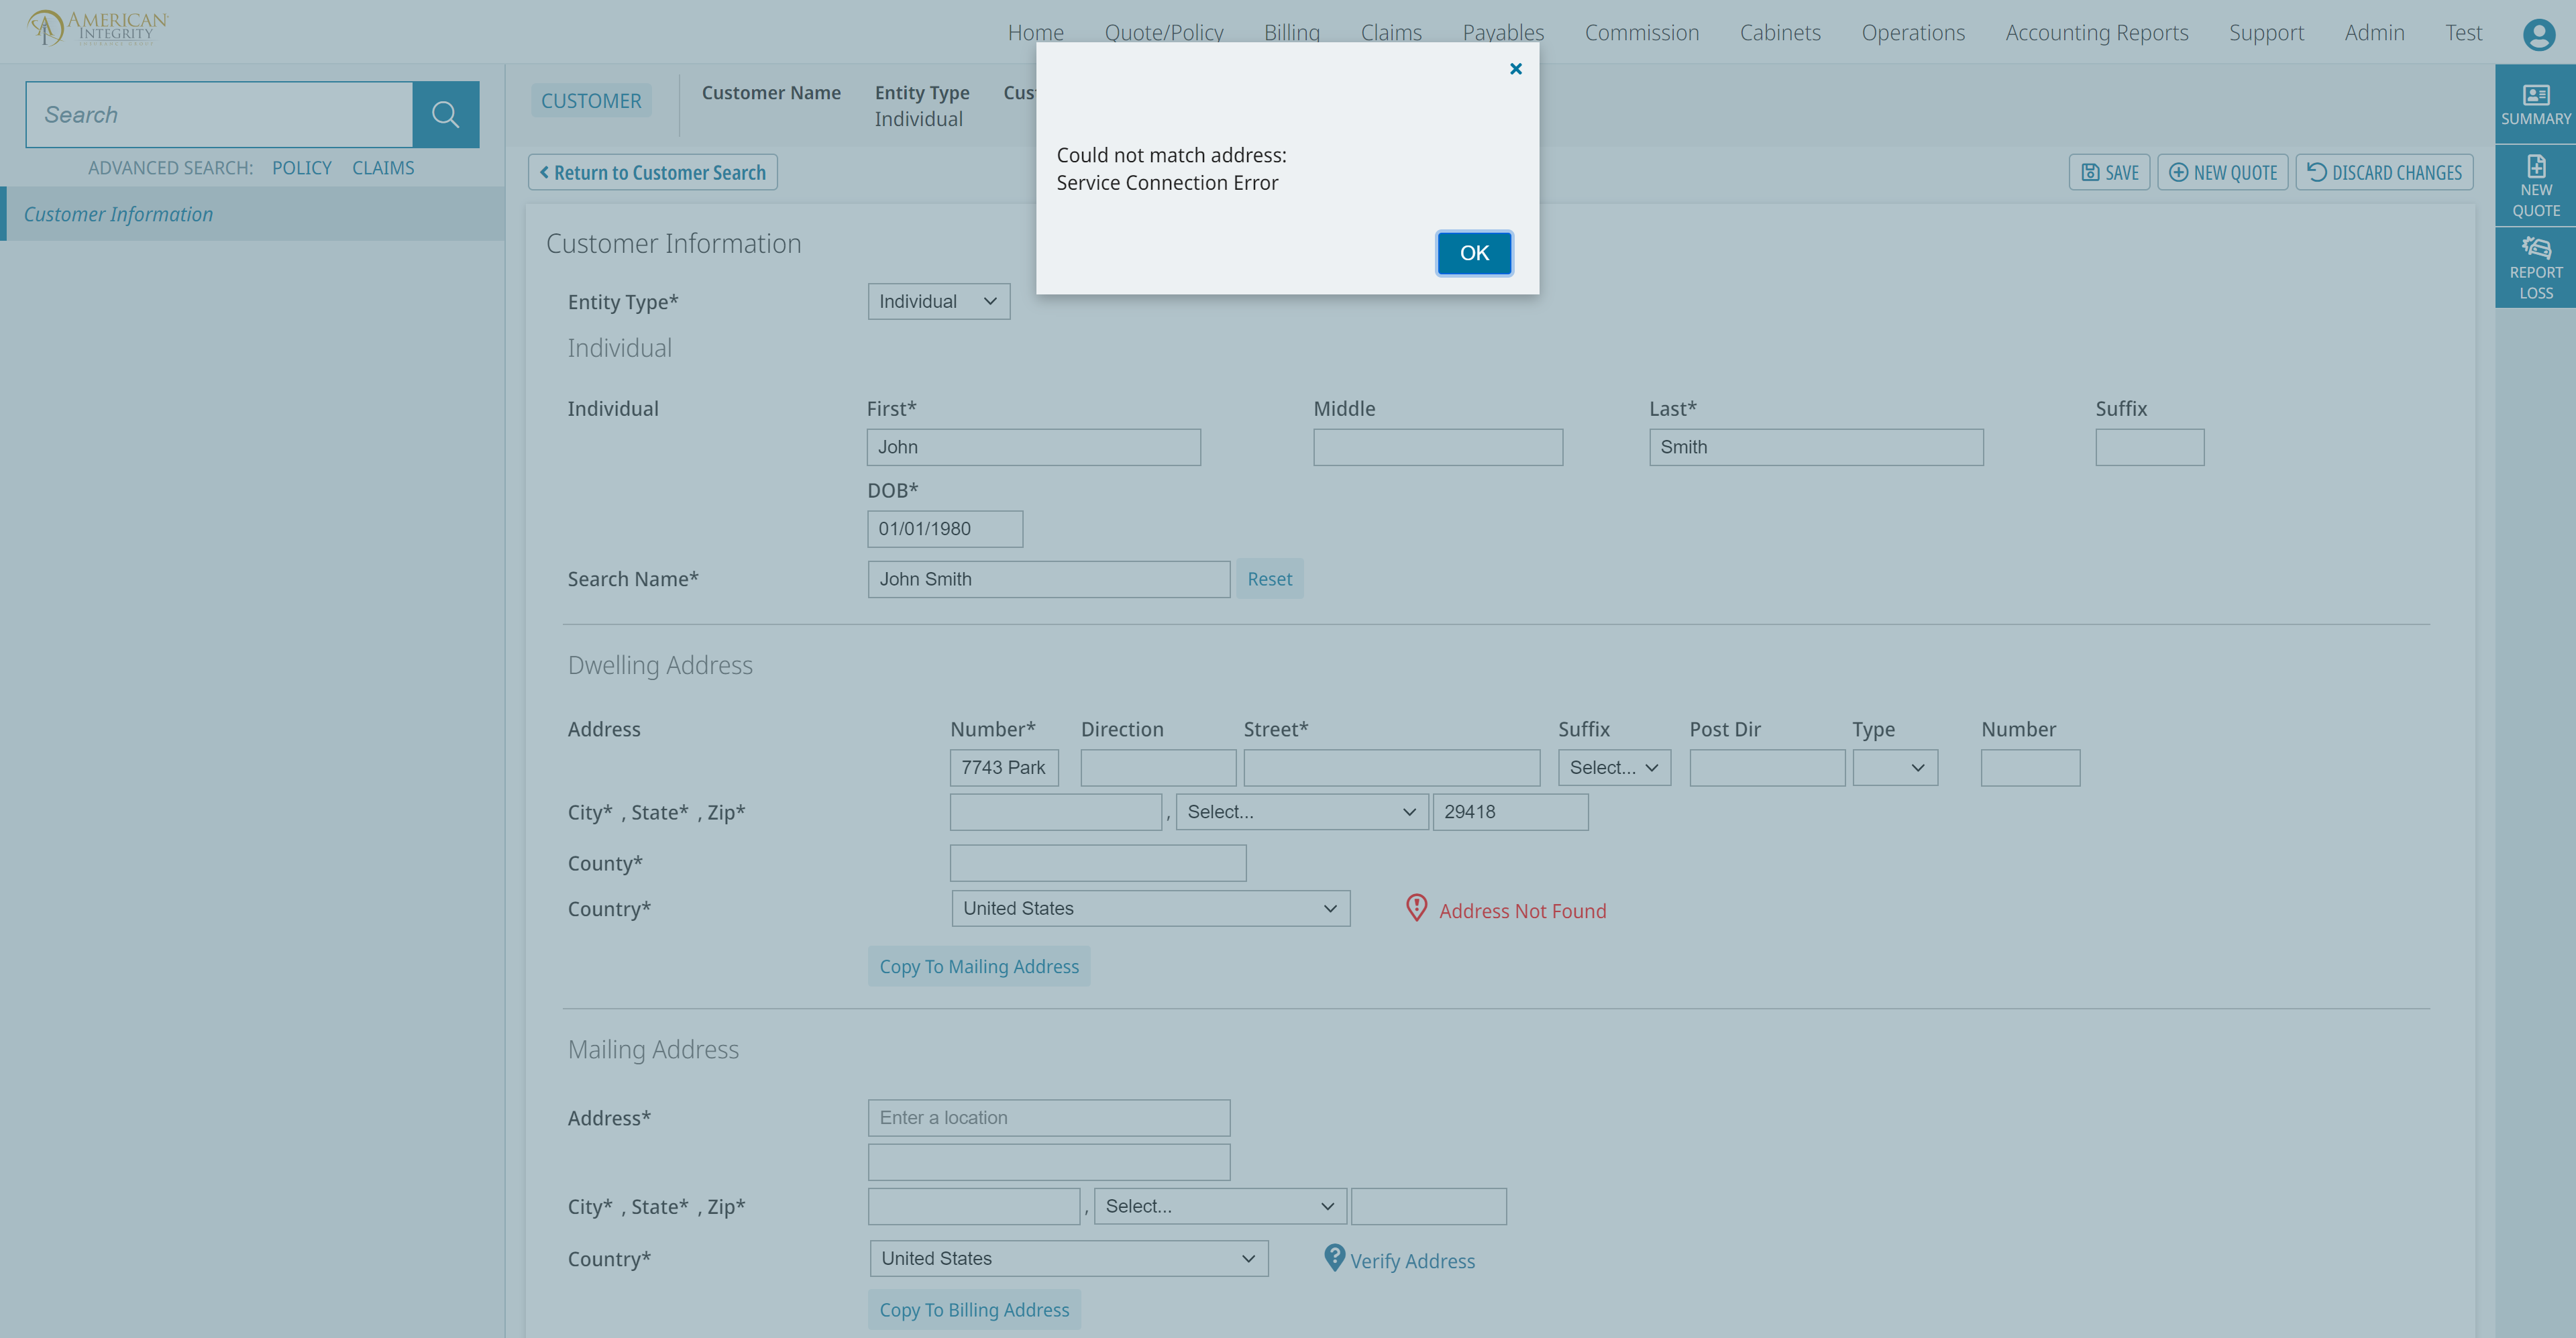 AMERICAN
INTEGRITY
Home Quote/Policy Billing Claims Payables Commission Cabinets Operations Accounting Reports Support Admin Test
Search
ADVANCED SEARCH: POLICY CLAIMS
Customer Information
CUSTOMER
Customer Name Entity Type Cus
Individual
Return to Customer Search
SAVE NEW QUOTE DISCARD CHANGES
SUMMARY
NEW
QUOTE
REPORT
LOSS
Could not match address:
Service Connection Error
OK
Customer Information
Entity Type* Individual
Individual
Individual First* Middle Last* Suffix
John Smith
DOB*
01/01/1980
Search Name* John Smith Reset
Dwelling Address
Address Number* Direction Street* Suffix Post Dir Type Number
7743 Park Select...
City* , State* , Zip* , Select... 29418
County*
Country* United States Address Not Found
Copy To Mailing Address
Mailing Address
Address* Enter a location
City* , State* , Zip* , Select...
Country* United States Verify Address
Copy To Billing Address